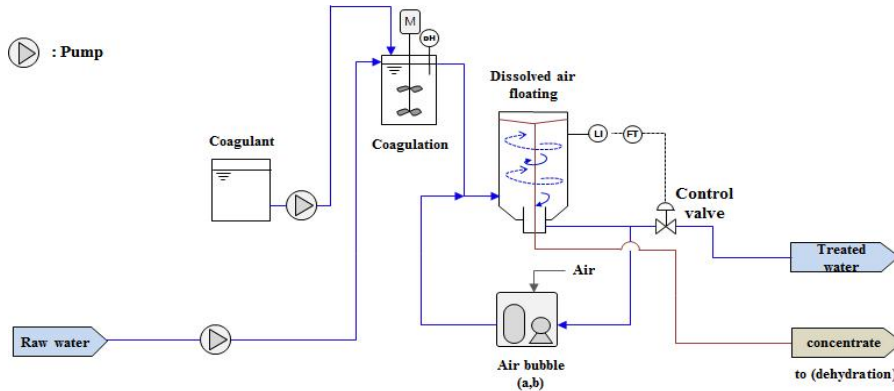 : Pump
M
pH
Coagulation
Coagulant
Dissolved air
floating
LI
FT
Control
valve
Treated
water
Air
Air bubble
(a,b)
Raw water
concentrate
to (dehydration)